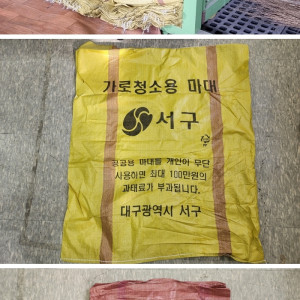 가로청소용 마대
서구
공공용 마대를 개인이 무단
사용하면 최대 100만원의
과태료가 부과됩니다.
대구광역시 서구